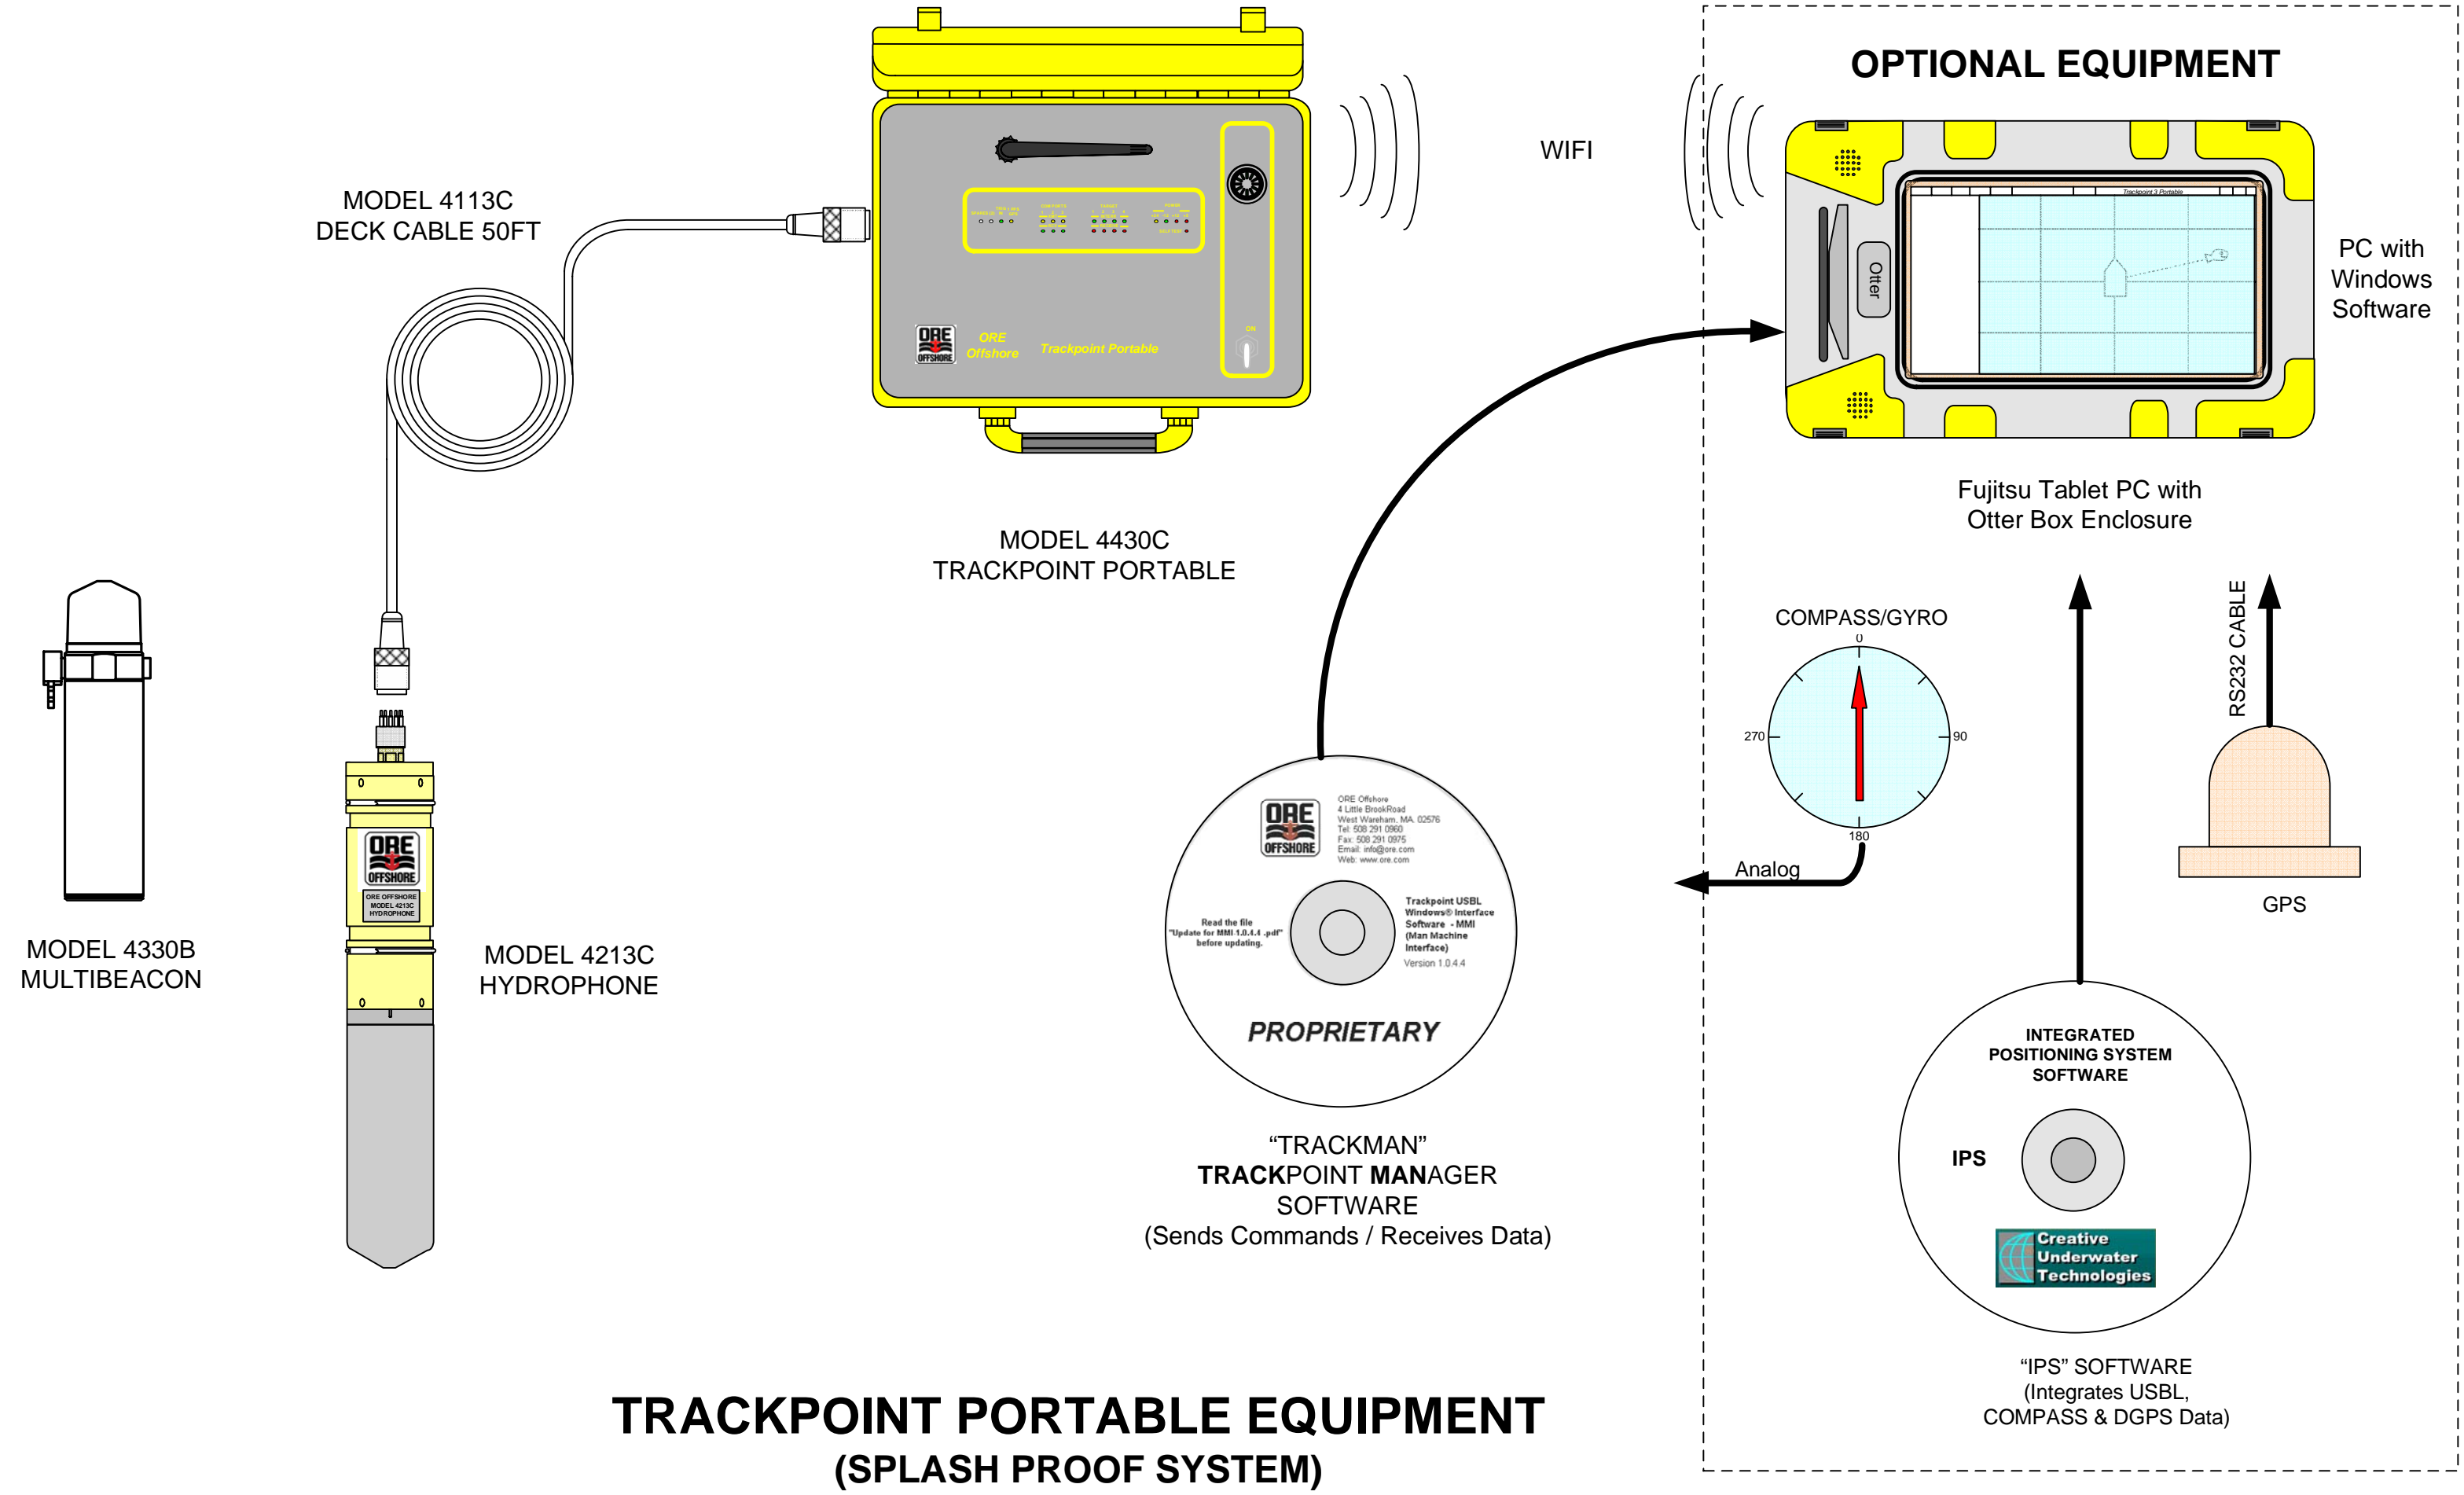 OPTIONAL EQUIPMENT
WIFI
MODEL 4113C
DECK CABLE 50FT
TARGET
POWER
ON
ORE
OFFSHORE
ORE
Offshore
Trackpoint Portable
MODEL 4430C
TRACKPOINT PORTABLE
Trackpoint 3 Portable
Otter
PC with
Windows
Software
Fujitsu Tablet PC with
Otter Box Enclosure
COMPASS/GYRO
0
90
180
270
Analog
RS232 CABLE
GPS
MODEL 4330B
MULTIBEACON
ORE
OFFSHORE
ORE OFFSHORE
MODEL 4213C
HYDROPHONE
MODEL 4213C
HYDROPHONE
ORE
OFFSHORE
ORE Offshore
4 Little BrookRoad
West Wareham, MA. 02576
Tel: 508 291 0960
Fax: 508 291 0975
Email: info@ore.com
Web: www.ore.com
Read the file
"Update for MMI-1.0.4.4 .pdf"
before updating.
Trackpoint USBL
Windows® Interface
Software - MMI
(Man Machine
Interface)
Version 1.0.4.4
PROPRIETARY
“TRACKMAN”
TRACKPOINT MANAGER
SOFTWARE
(Sends Commands / Receives Data)
INTEGRATED
POSITIONING SYSTEM
SOFTWARE
IPS
Creative
Underwater
Technologies
“IPS” SOFTWARE
(Integrates USBL,
COMPASS & DGPS Data)
TRACKPOINT PORTABLE EQUIPMENT
(SPLASH PROOF SYSTEM)